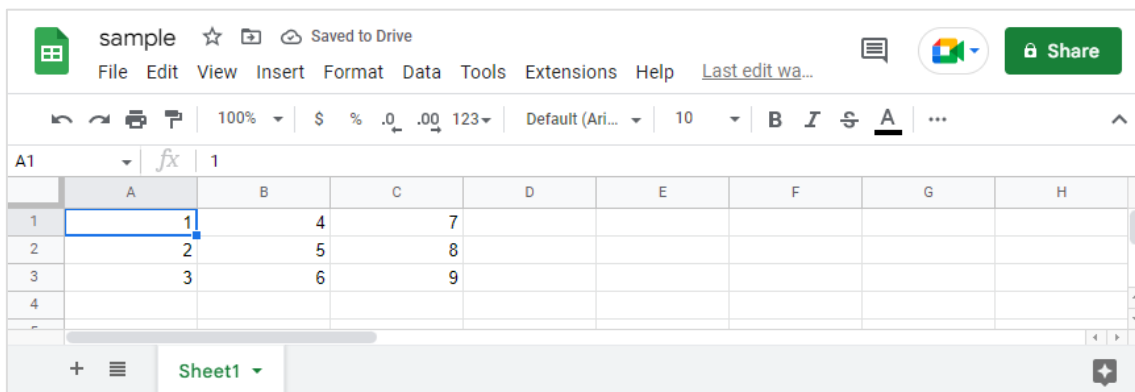 sample Saved to Drive
File Edit View Insert Format Data Tools Extensions Help Last edit wa... Share
100% $ % .0 .00 123 Default (Ari... 10 B I S A ...
A1 fx 1
A B C D E F G H
1 1 4 7
2 2 5 8
3 3 6 9
4
+ Sheet1